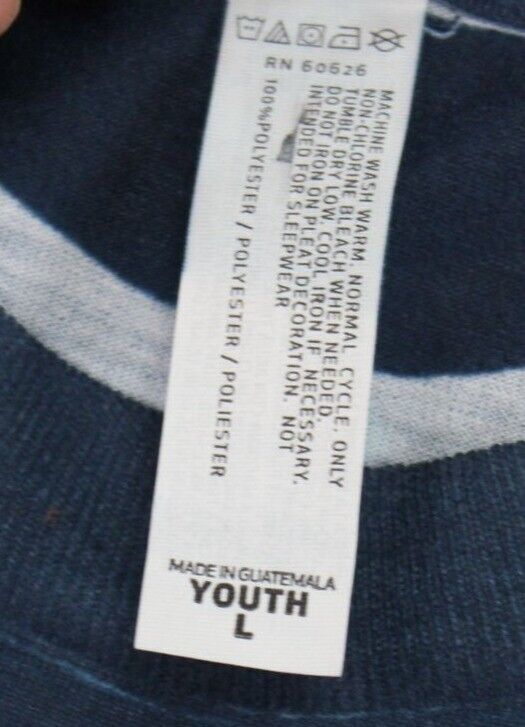 RN 60626
MACHINE WASH WARM, NORMAL CYCLE. ONLY
NON-CHLORINE BLEACH WHEN NEEDED.
TUMBLE DRY LOW, COOL IRON IF NECESSARY.
DO NOT IRON ON PLEAT DECORATION. NOT
INTENDED FOR SLEEPWEAR
100%POLYESTER / POLYESTER / POLIESTER
MADE IN GUATEMALA
YOUTH
L